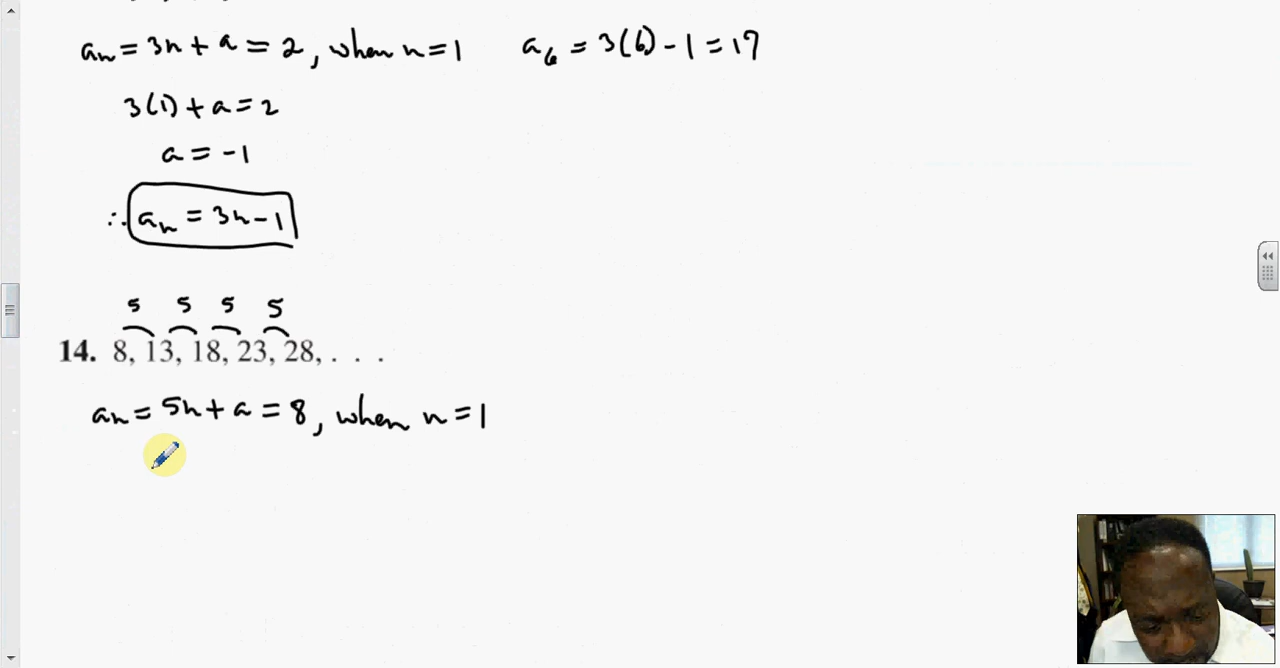 aₙ = 3n + a = 2, when n = 1
a₆ = 3(6) - 1 = 17
3(1) + a = 2
a = -1
∴ aₙ = 3n - 1
5 5 5 5
14. 8, 13, 18, 23, 28, . . .
aₙ = 5n + a = 8, when n = 1